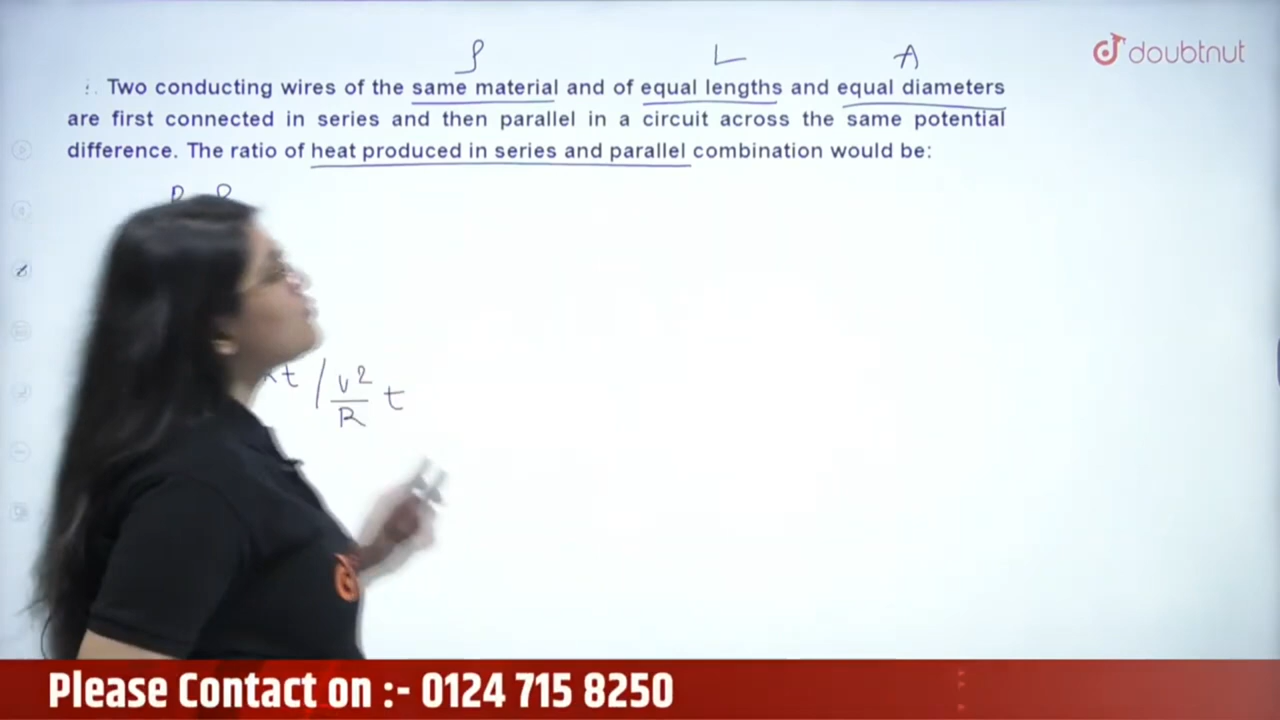 doubtnut
ρ L A
Two conducting wires of the same material and of equal lengths and equal diameters
are first connected in series and then parallel in a circuit across the same potential
difference. The ratio of heat produced in series and parallel combination would be:
R R
t / v²/R t
Please Contact on :- 0124 715 8250